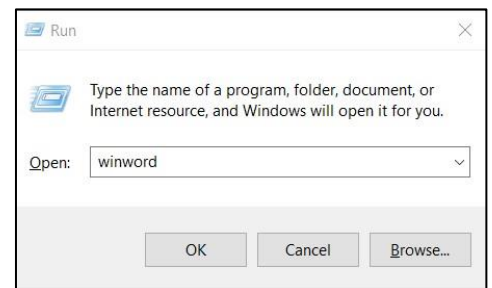 Run
Type the name of a program, folder, document, or
Internet resource, and Windows will open it for you.
Open: winword
OK Cancel Browse...